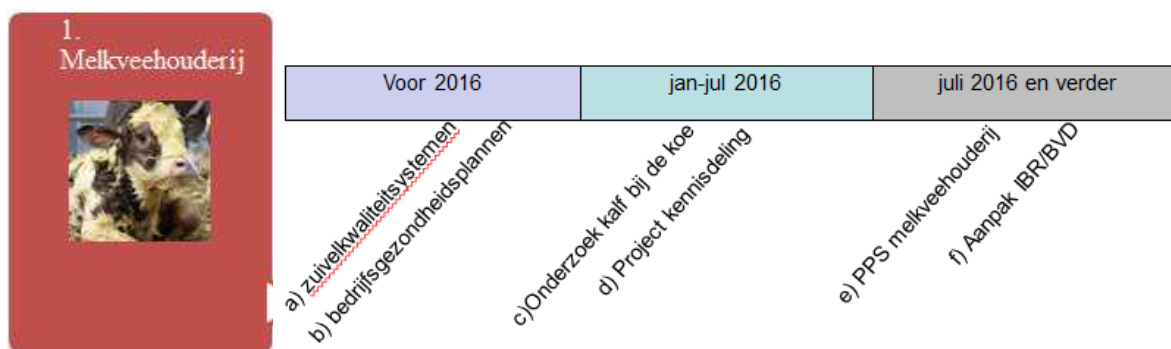 1.
Melkveehouderij
Voor 2016
jan-jul 2016
juli 2016 en verder
a) zuivelkwaliteitsystemen
b) bedrijfsgezondheidsplannen
c)Onderzoek kalf bij de koe
d) Project kennisdeling
e) PPS melkveehouderij
f) Aanpak IBR/BVD